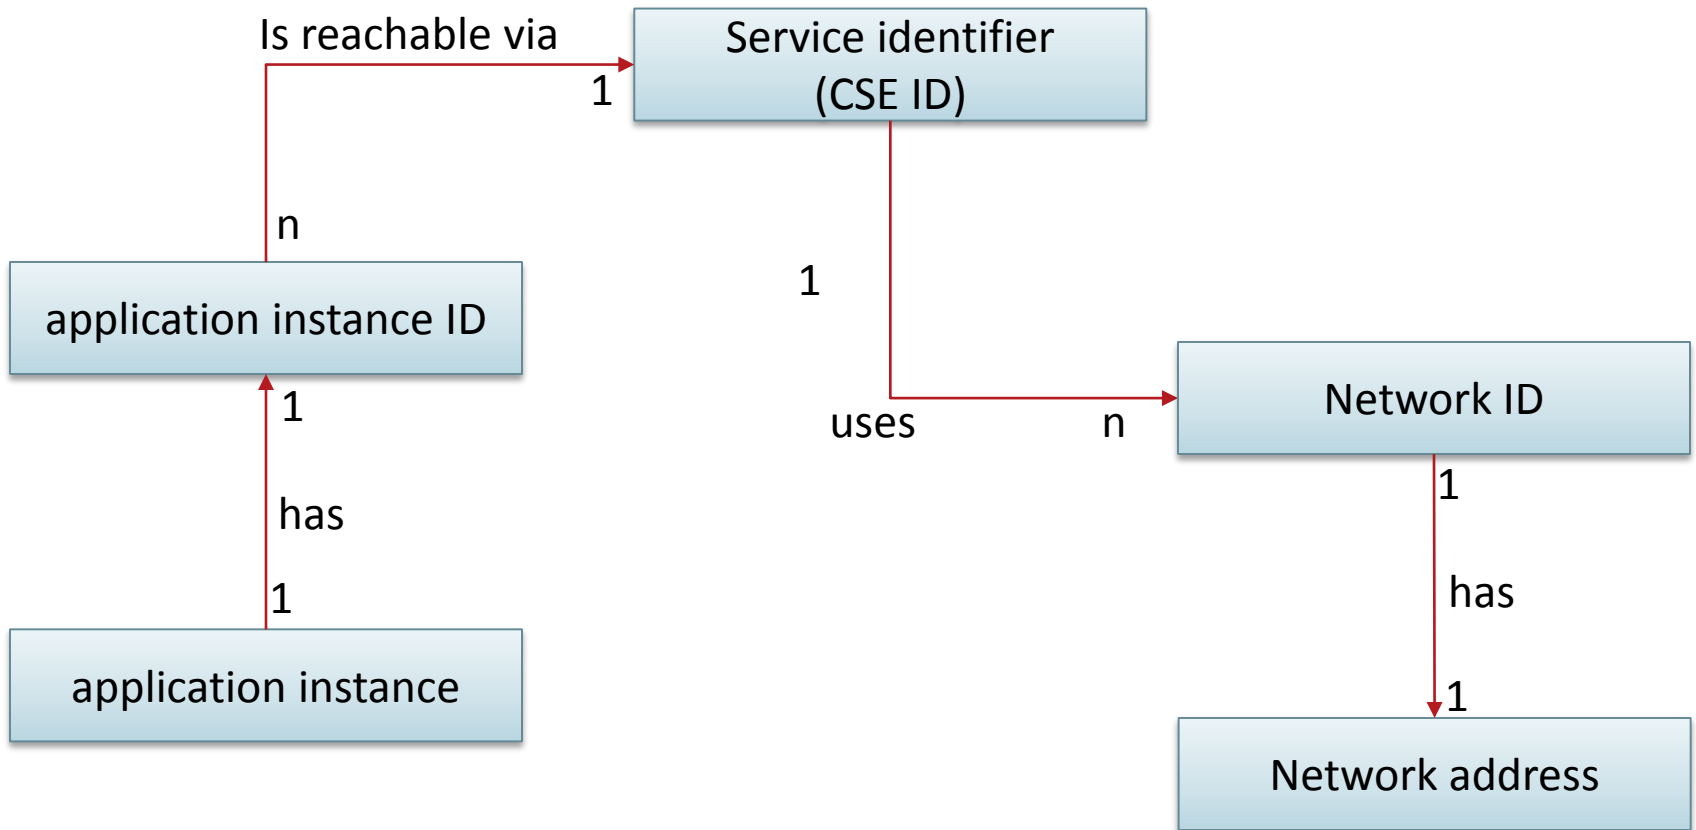 Is reachable via
1
Service identifier
(CSE ID)
n
application instance ID
1
has
1
application instance
1
uses
n
Network ID
1
has
1
Network address